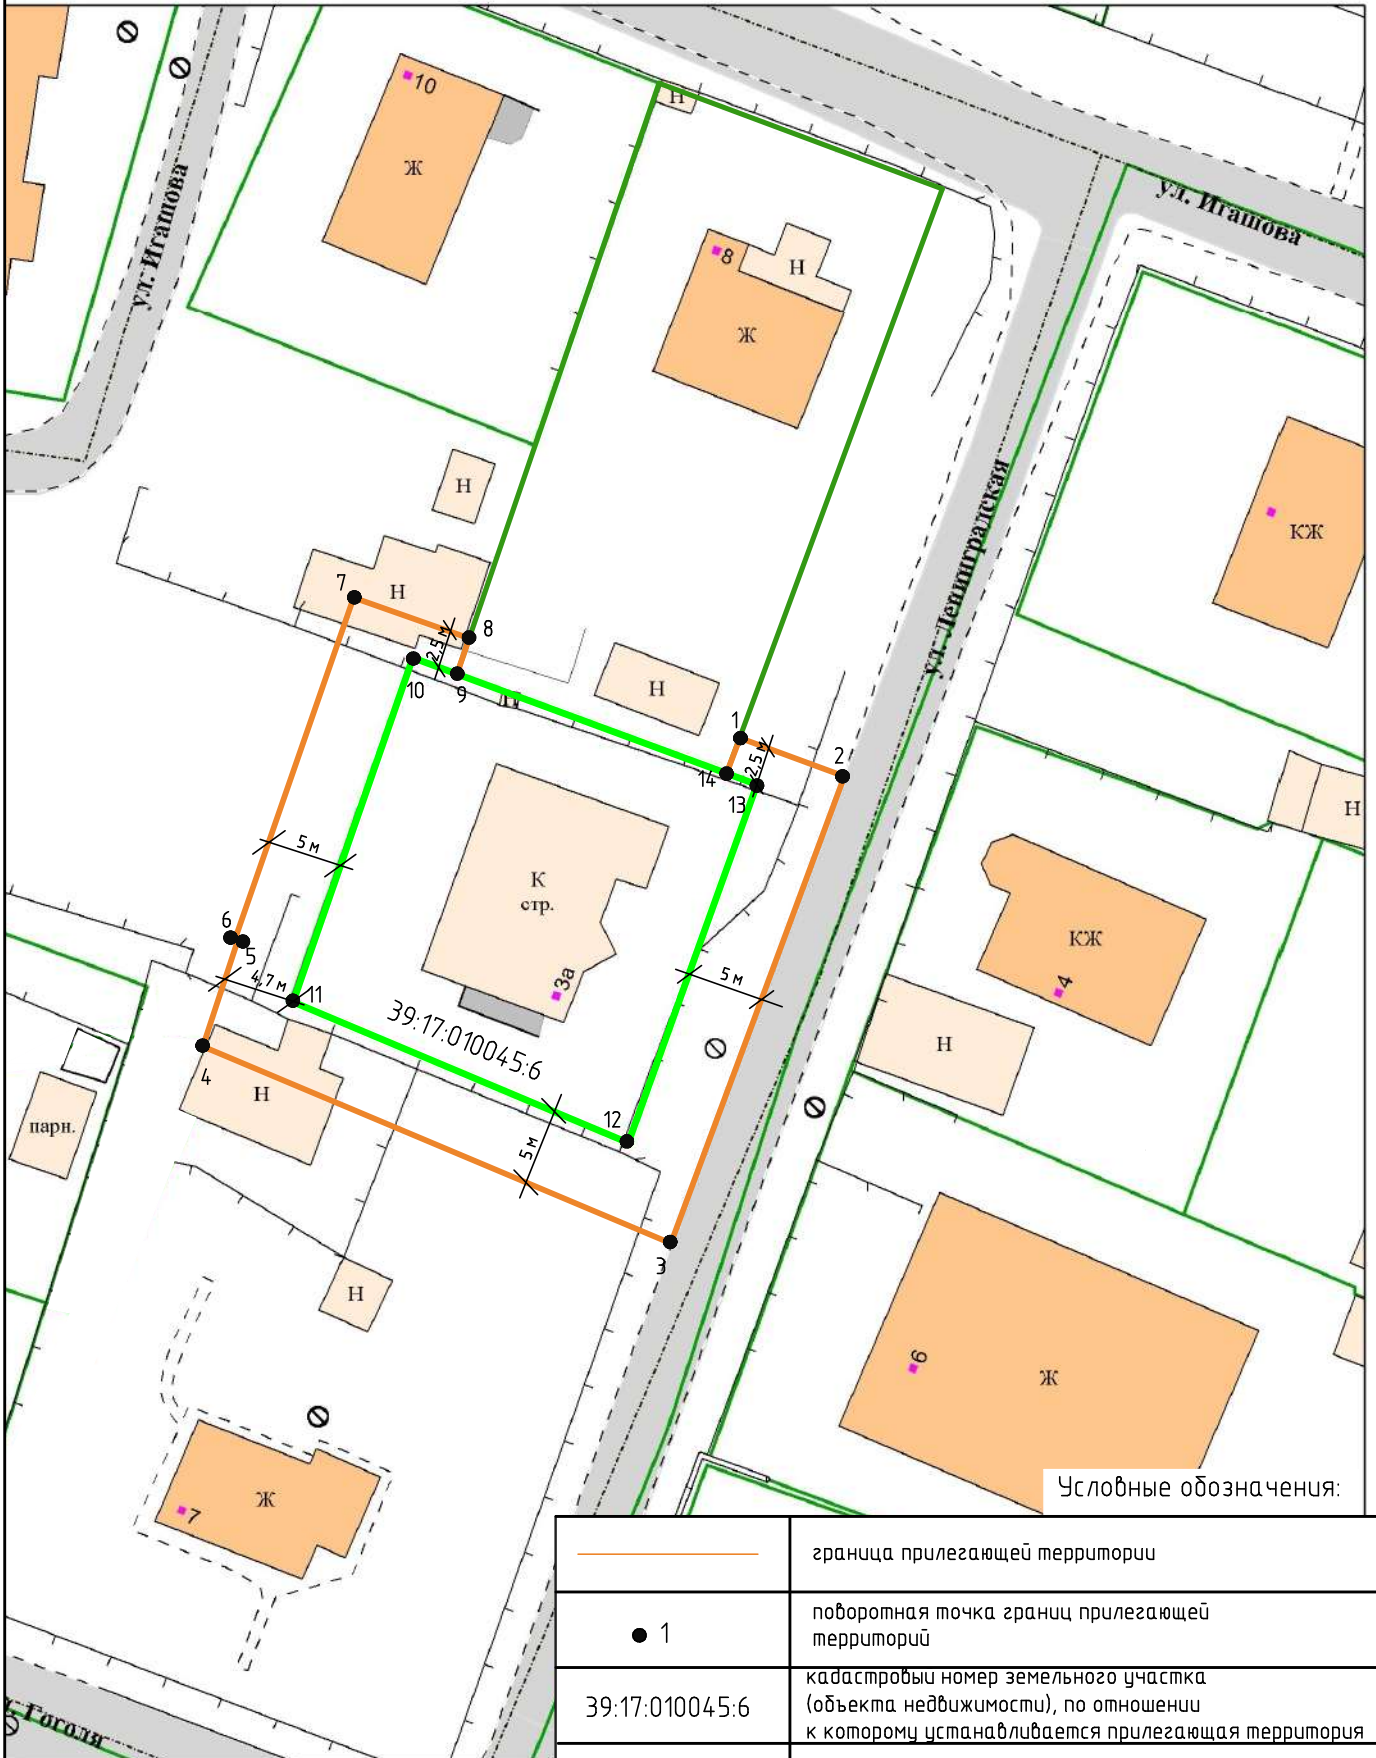 10
Н
Ж
ул. Игашова
ул. Игашова
8
Н
Ж
Н
КЖ
ул. Ленинградская
7
Н
8
2,5 м
10
9
Н
1
2,5 м
2
14
13
Н
5 м
К
стр.
6
5
КЖ
4,7 м
11
3а
5 м
4
39:17:010045:6
Н
4
Н
12
парн.
5 м
3
Н
6
Ж
Ж
7
Условные обозначения:
граница прилегающей территории
1
поворотная точка границ прилегающей
территорий
39:17:010045:6
кадастровый номер земельного участка
(объекта недвижимости), по отношении
к которому устанавливается прилегающая территория
. Гоголя